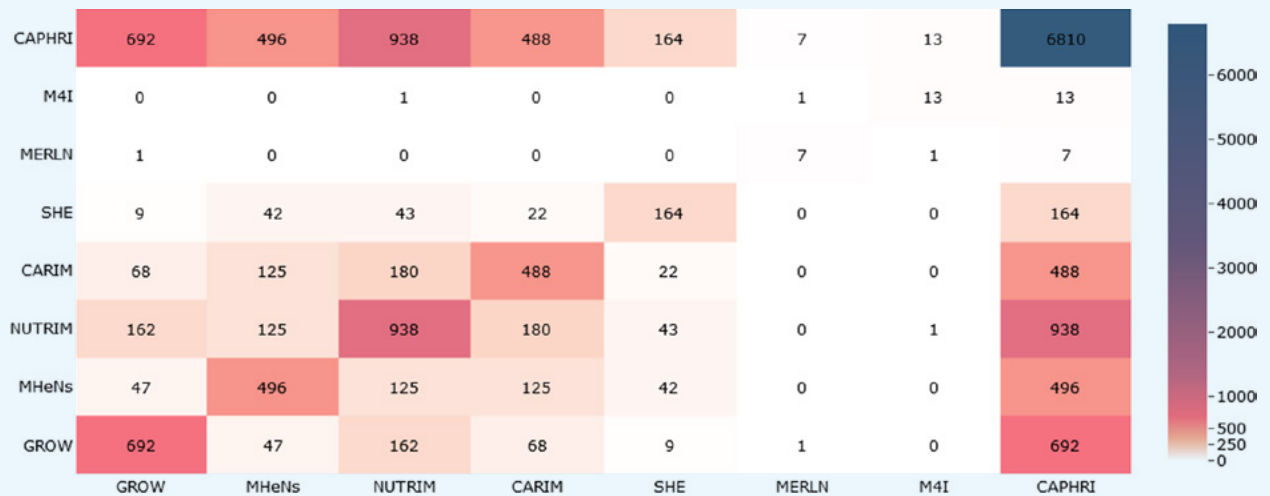 CAPHRI 692 496 938 488 164 7 13 6810
M4I 0 0 1 0 0 1 13 13
MERLN 1 0 0 0 0 7 1 7
SHE 9 42 43 22 164 0 0 164
CARIM 68 125 180 488 22 0 0 488
NUTRIM 162 125 938 180 43 0 1 938
MHeNs 47 496 125 125 42 0 0 496
GROW 692 47 162 68 9 1 0 692
GROW MHeNs NUTRIM CARIM SHE MERLN M4I CAPHRI
6000
5000
4000
3000
2000
1000
500
250
0